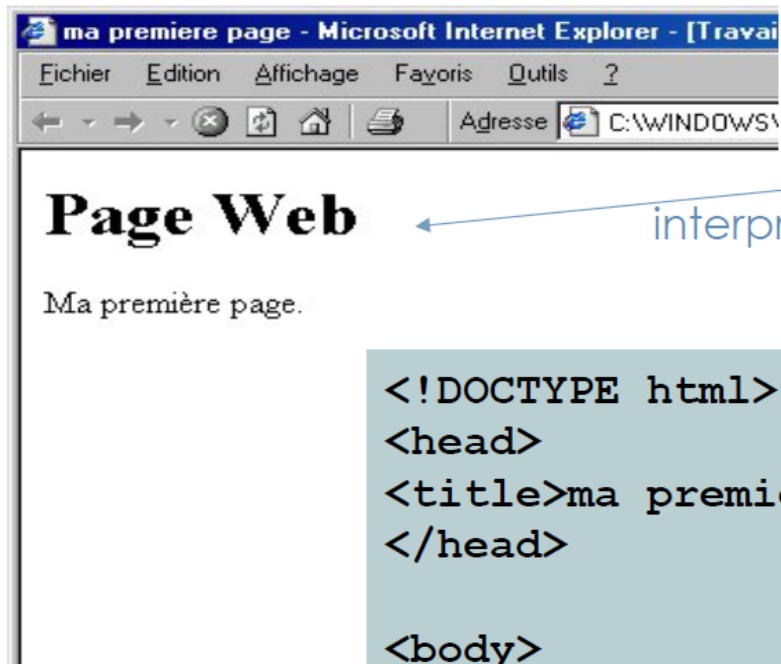 ma premiere page - Microsoft Internet Explorer - [Travai
Fichier Edition Affichage Favoris Outils ?
Adresse C:\WINDOWS\
Page Web
interpr
Ma première page.
<!DOCTYPE html>
<head>
<title>ma premi
</head>
<body>